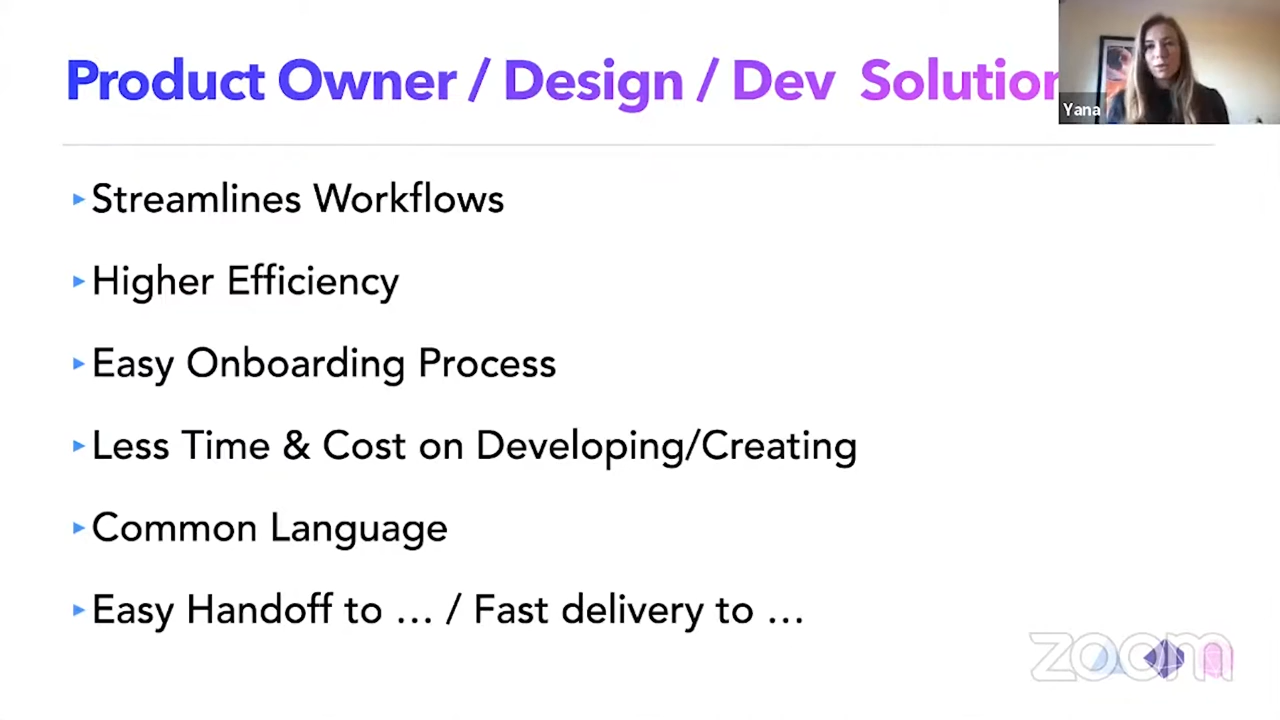 Product Owner / Design / Dev Solution
Yana
▸Streamlines Workflows
▸Higher Efficiency
▸Easy Onboarding Process
▸Less Time & Cost on Developing/Creating
▸Common Language
▸Easy Handoff to … / Fast delivery to …
zoom